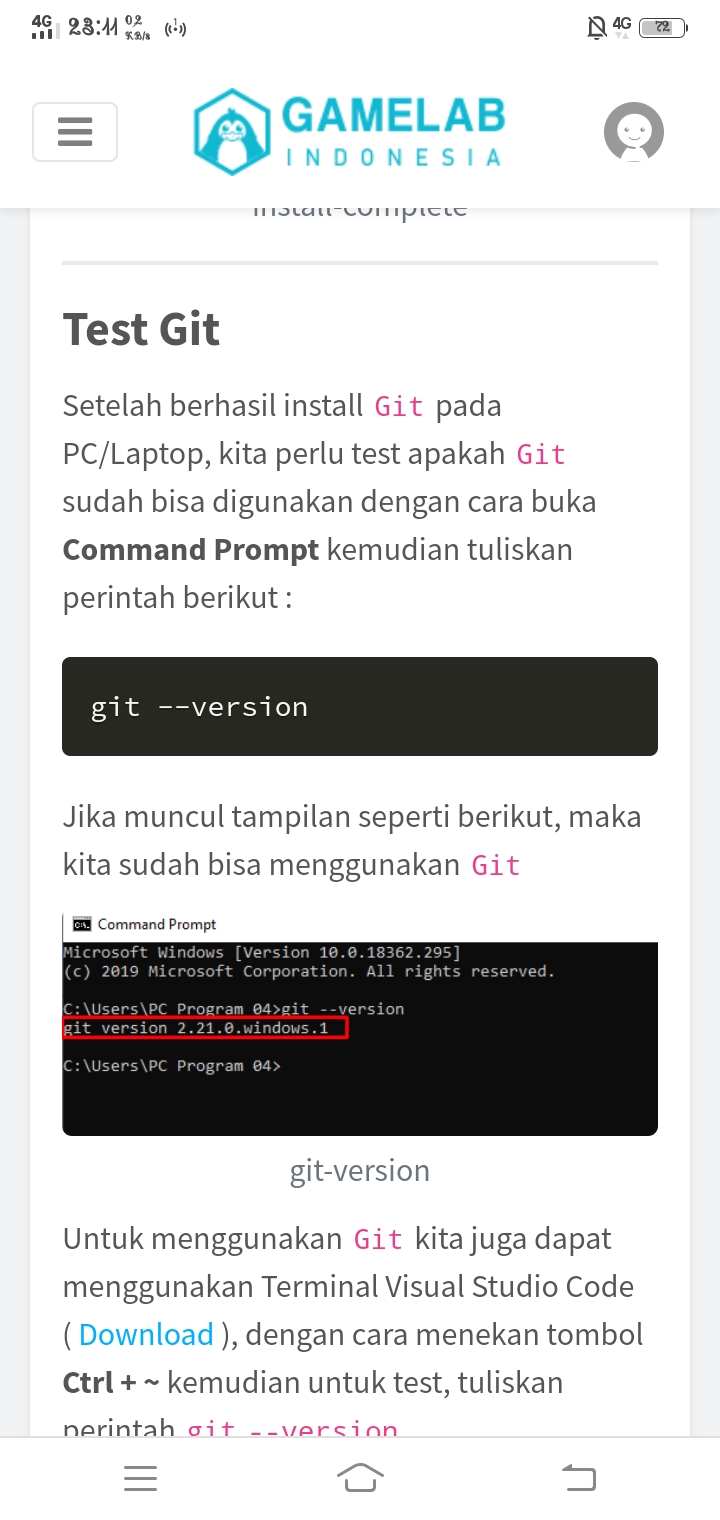 4G 23:11 0,2 K.B/s 4G 72
GAMELAB
INDONESIA
install-complete
Test Git
Setelah berhasil install Git pada
PC/Laptop, kita perlu test apakah Git
sudah bisa digunakan dengan cara buka
Command Prompt kemudian tuliskan
perintah berikut :
git --version
Jika muncul tampilan seperti berikut, maka
kita sudah bisa menggunakan Git
Command Prompt
Microsoft Windows [Version 10.0.18362.295]
(c) 2019 Microsoft Corporation. All rights reserved.
C:\Users\PC Program 04>git --version
git version 2.21.0.windows.1
C:\Users\PC Program 04>
git-version
Untuk menggunakan Git kita juga dapat
menggunakan Terminal Visual Studio Code
( Download ), dengan cara menekan tombol
Ctrl + ~ kemudian untuk test, tuliskan
perintah git --version